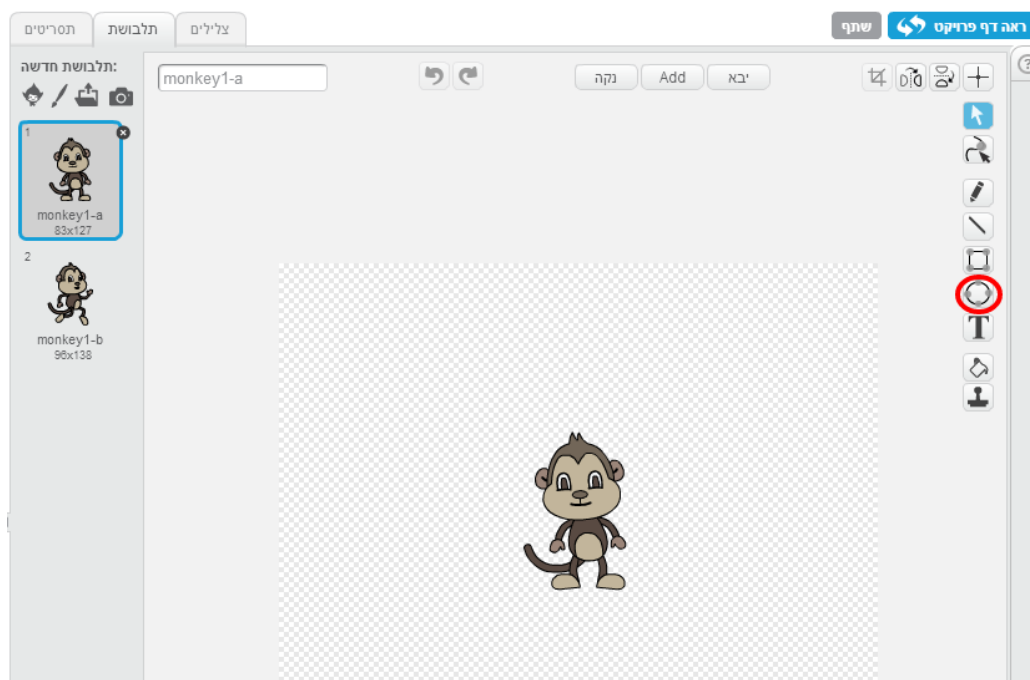 תסריטים
תלבושת
צלילים
שתף
ראה דף פרויקט
תלבושת חדשה:
monkey1-a
נקה
Add
יבא
1
monkey1-a
83x127
2
monkey1-b
96x138
T
?